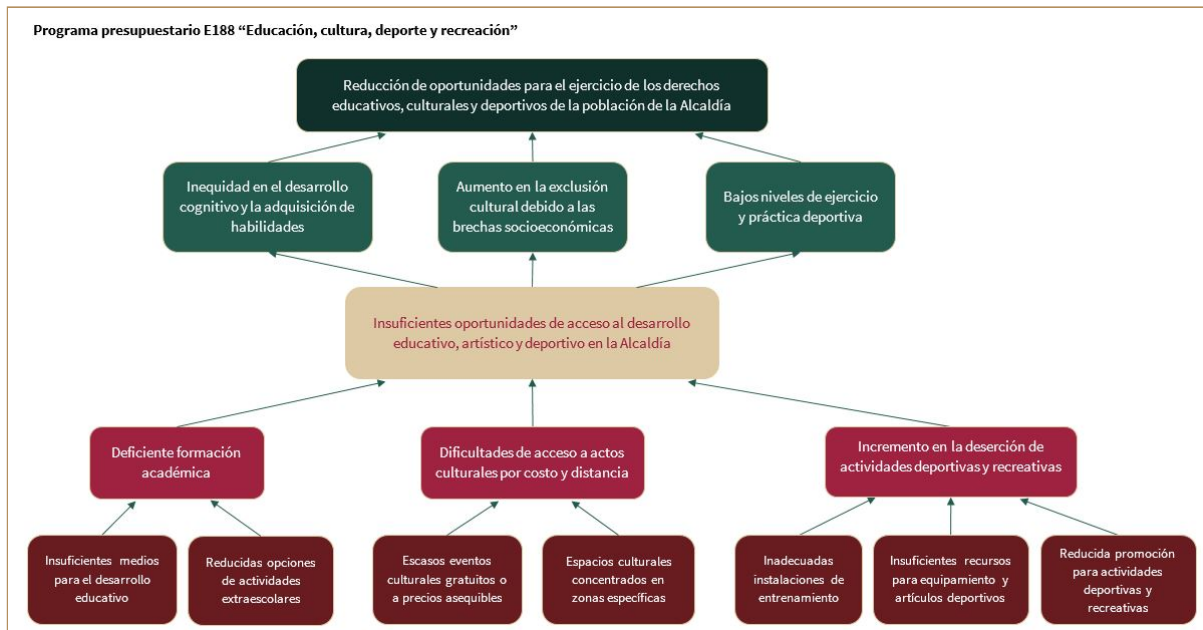 Programa presupuestario E188 “Educación, cultura, deporte y recreación”
Reducción de oportunidades para el ejercicio de los derechos
educativos, culturales y deportivos de la población de la Alcaldía
Inequidad en el desarrollo
cognitivo y la adquisición de
habilidades
Aumento en la exclusión
cultural debido a las
brechas socioeconómicas
Bajos niveles de ejercicio
y práctica deportiva
Insuficientes oportunidades de acceso al desarrollo
educativo, artístico y deportivo en la Alcaldía
Deficiente formación
académica
Dificultades de acceso a actos
culturales por costo y distancia
Incremento en la deserción de
actividades deportivas y recreativas
Insuficientes medios
para el desarrollo
educativo
Reducidas opciones
de actividades
extraescolares
Escasos eventos
culturales gratuitos o
a precios asequibles
Espacios culturales
concentrados en
zonas específicas
Inadecuadas
instalaciones de
entrenamiento
Insuficientes recursos
para equipamiento y
artículos deportivos
Reducida promoción
para actividades
deportivas y
recreativas